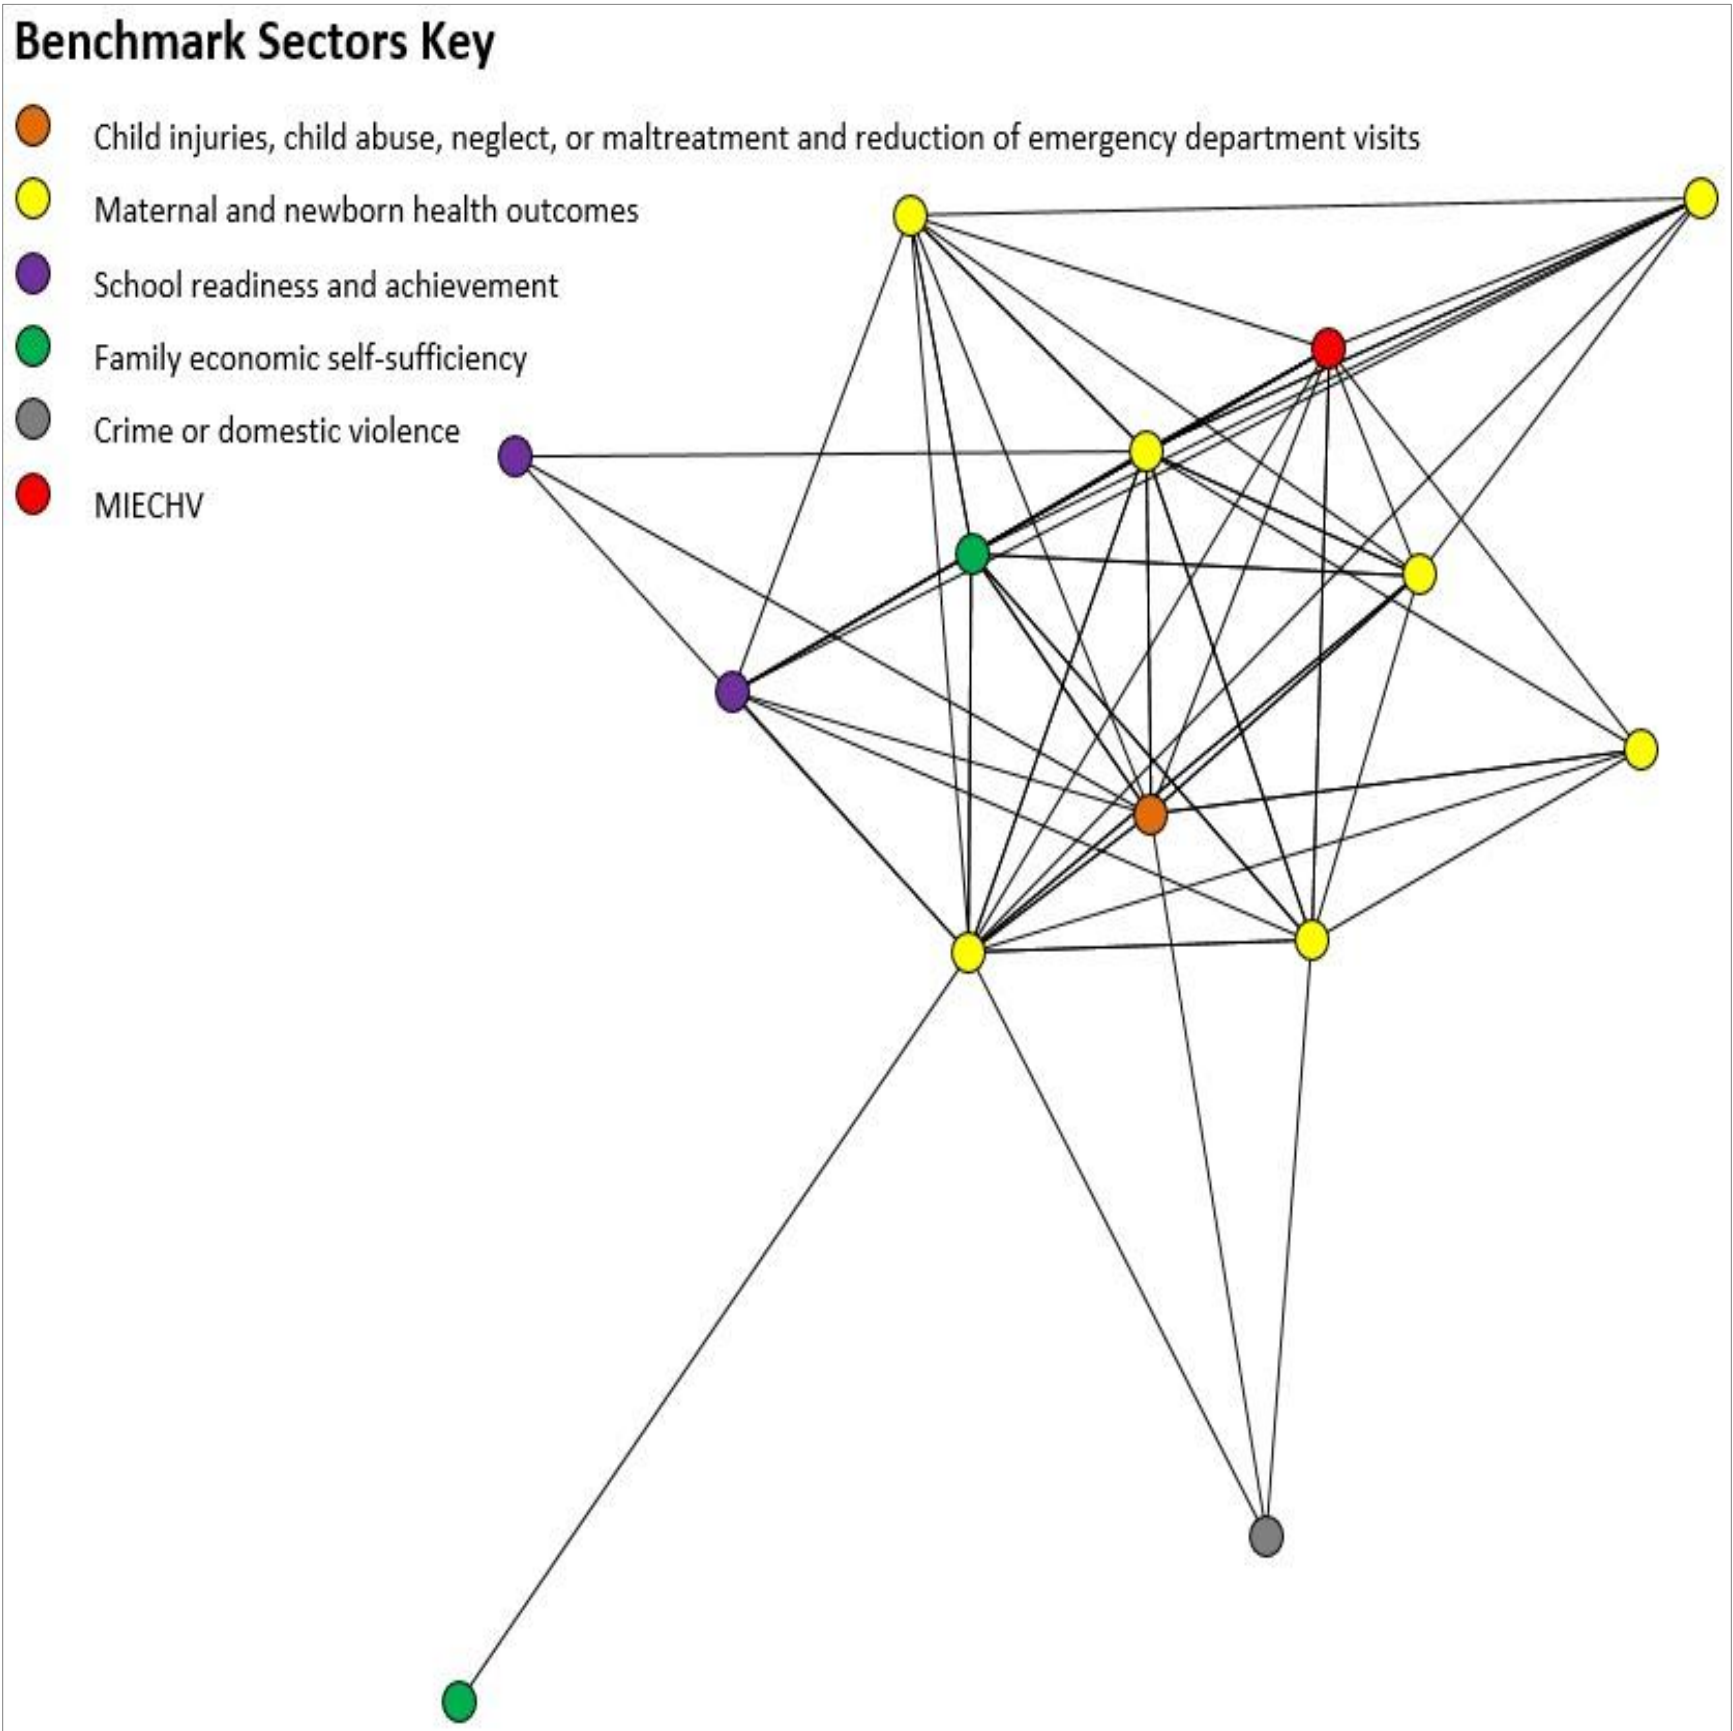 Benchmark Sectors Key
Child injuries, child abuse, neglect, or maltreatment and reduction of emergency department visits
Maternal and newborn health outcomes
School readiness and achievement
Family economic self-sufficiency
Crime or domestic violence
MIECHV